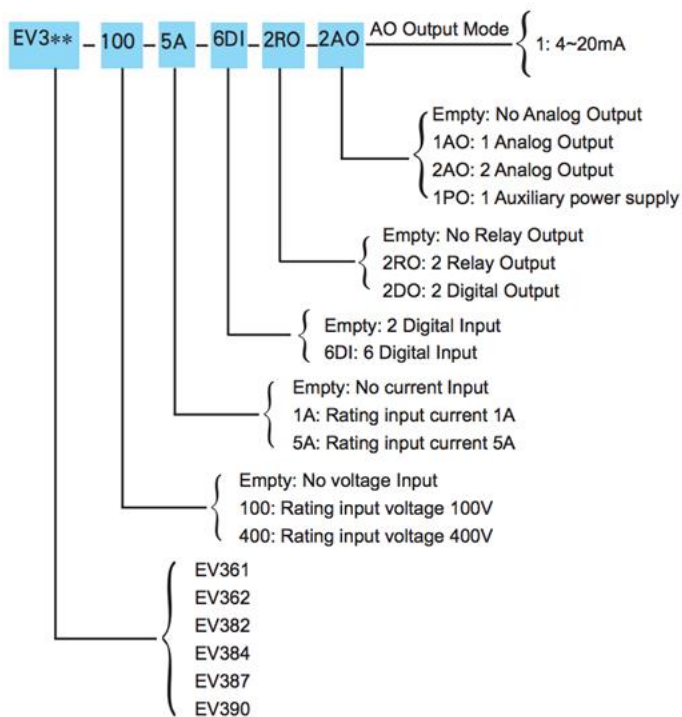 EV3** - 100 - 5A - 6DI - 2RO - 2AO AO Output Mode
1: 4~20mA
Empty: No Analog Output
1AO: 1 Analog Output
2AO: 2 Analog Output
1PO: 1 Auxiliary power supply
Empty: No Relay Output
2RO: 2 Relay Output
2DO: 2 Digital Output
Empty: 2 Digital Input
6DI: 6 Digital Input
Empty: No current Input
1A: Rating input current 1A
5A: Rating input current 5A
Empty: No voltage Input
100: Rating input voltage 100V
400: Rating input voltage 400V
EV361
EV362
EV382
EV384
EV387
EV390